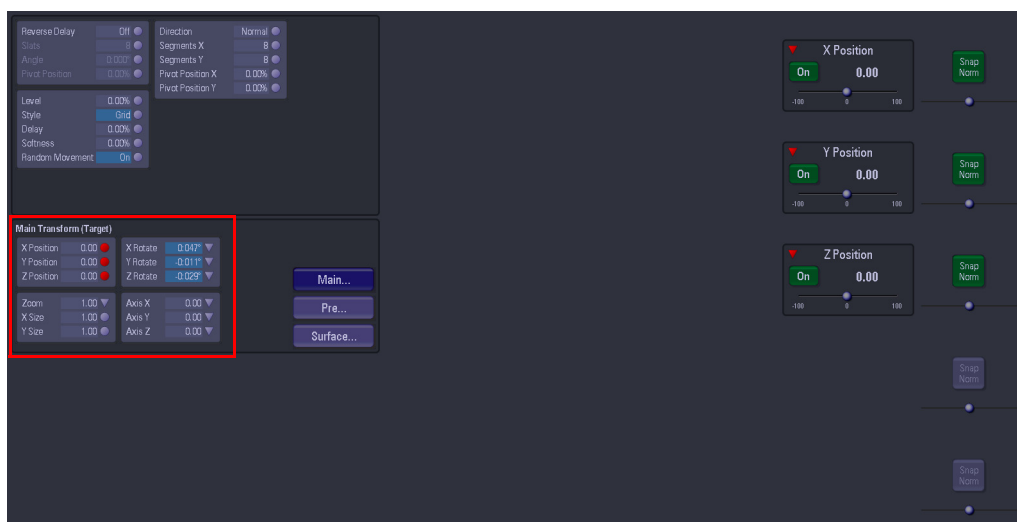 Reverse Delay Off
Slats 8
Angle 0:000°
Pivot Position 0.00%
Direction Normal
Segments X 8
Segments Y 8
Pivot Position X 0.00%
Pivot Position Y 0.00%
Level 0.00%
Style Grid
Delay 0.00%
Softness 0.00%
Random Movement On
Main Transform (Target)
X Position 0.00
Y Position 0.00
Z Position 0.00
X Rotate 0:047°
Y Rotate -0:011°
Z Rotate -0:029°
Zoom 1.00
X Size 1.00
Y Size 1.00
Axis X 0.00
Axis Y 0.00
Axis Z 0.00
Main...
Pre...
Surface...
X Position
On 0.00
-100 0 100
Snap
Norm
Y Position
On 0.00
-100 0 100
Snap
Norm
Z Position
On 0.00
-100 0 100
Snap
Norm
Snap
Norm
Snap
Norm